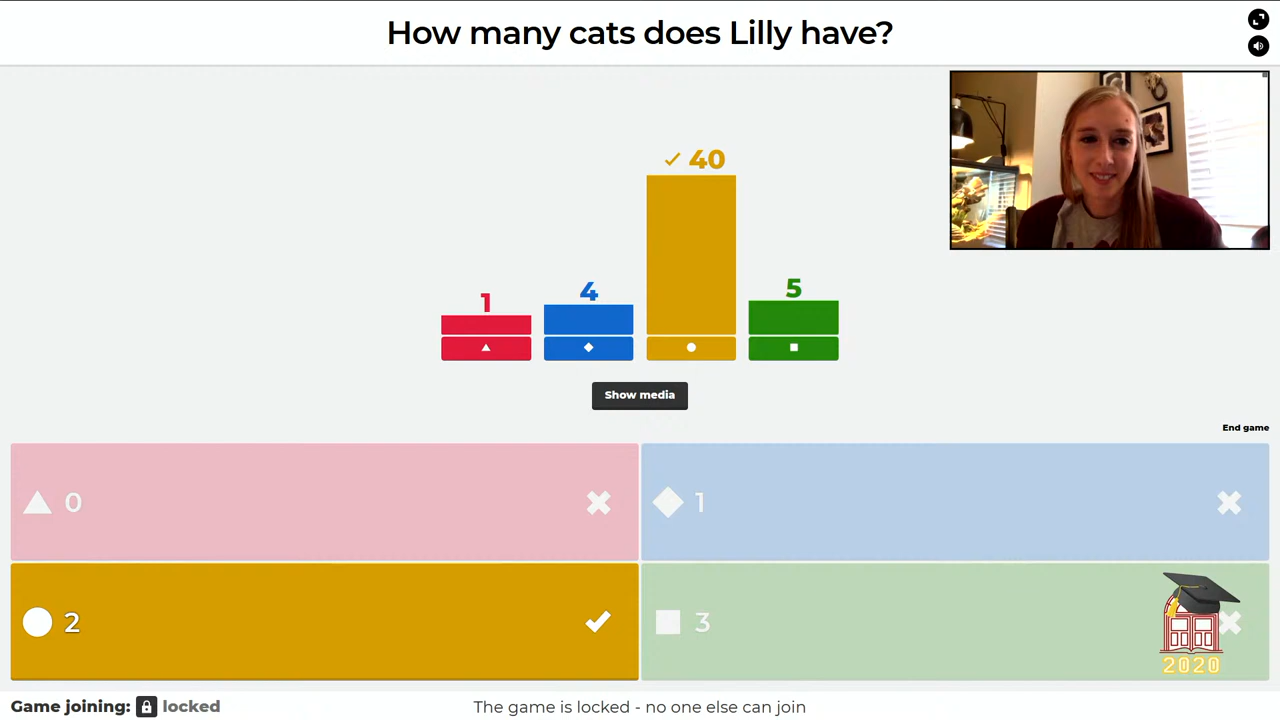 How many cats does Lilly have?
40
1
4
5
Show media
End game
0
1
2
3
2020
Game joining: locked
The game is locked - no one else can join